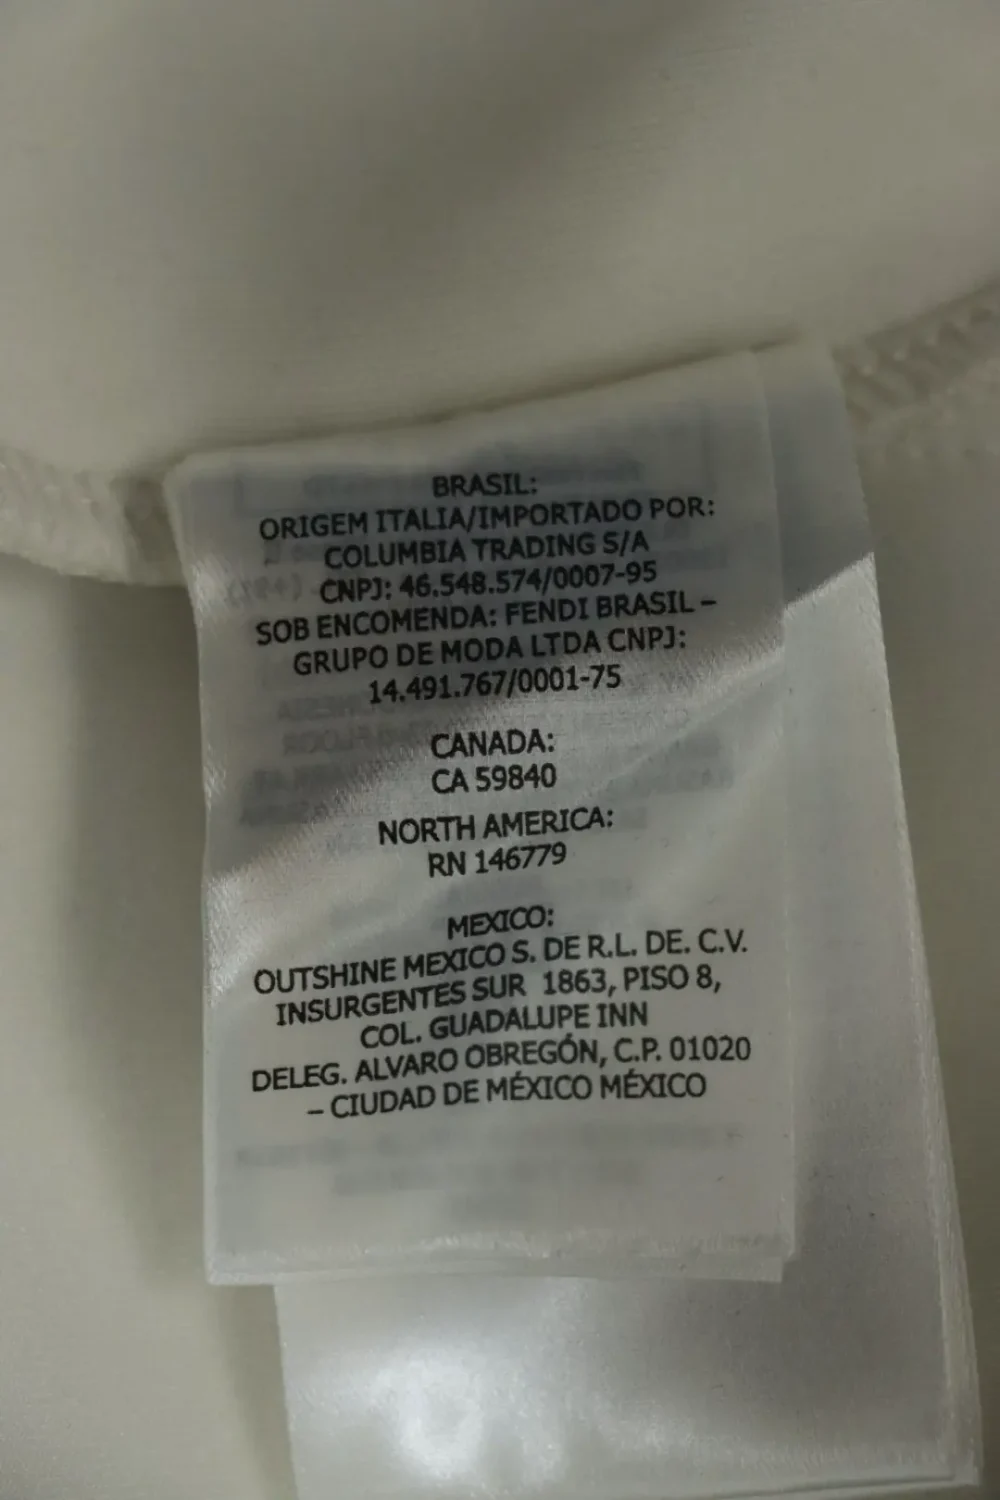 BRASIL:
ORIGEM ITALIA/IMPORTADO POR:
COLUMBIA TRADING S/A
CNPJ: 46.548.574/0007-95
SOB ENCOMENDA: FENDI BRASIL –
GRUPO DE MODA LTDA CNPJ:
14.491.767/0001-75
CANADA:
CA 59840
NORTH AMERICA:
RN 146779
MEXICO:
OUTSHINE MEXICO S. DE R.L. DE. C.V.
INSURGENTES SUR 1863, PISO 8,
COL. GUADALUPE INN
DELEG. ALVARO OBREGÓN, C.P. 01020
– CIUDAD DE MÉXICO MÉXICO